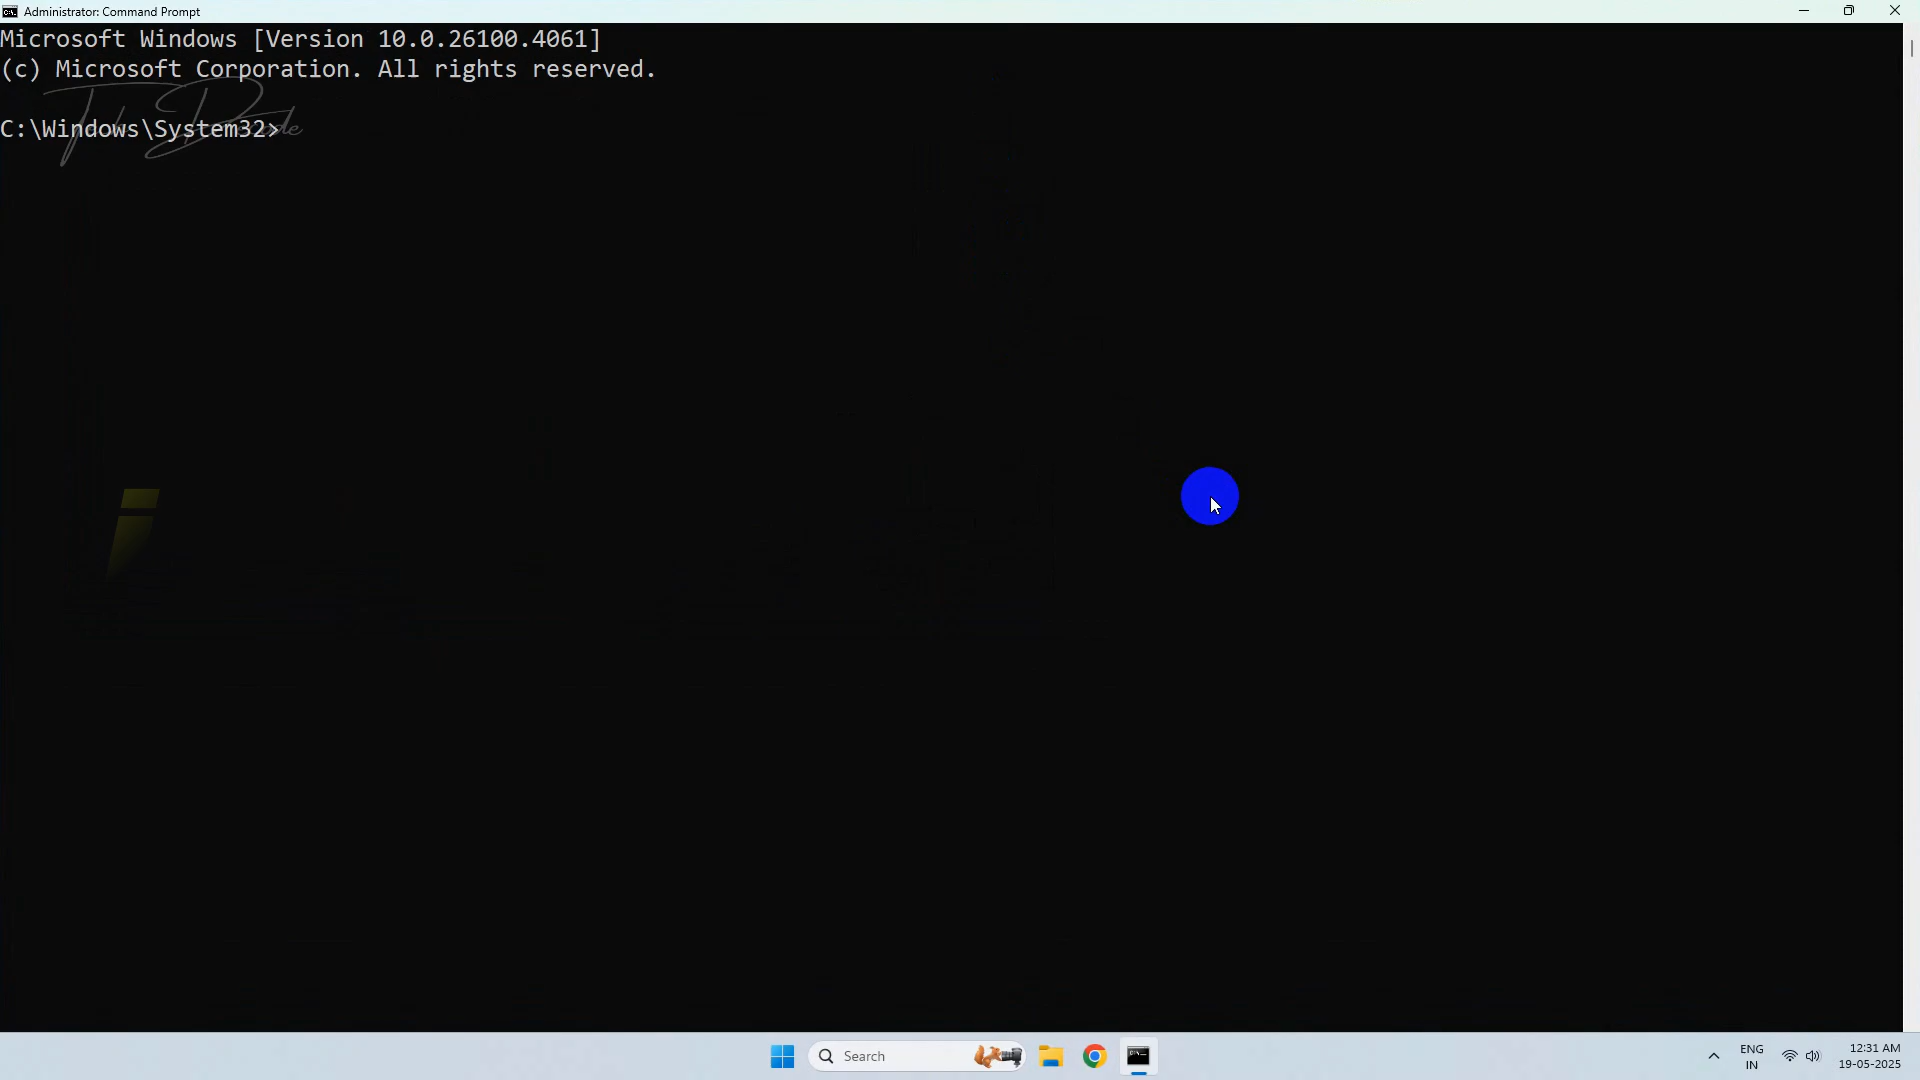 Administrator: Command Prompt
Microsoft Windows [Version 10.0.26100.4061]
(c) Microsoft Corporation. All rights reserved.
C:\Windows\System32>
i
Search
ENG
IN
12:31 AM
19-05-2025